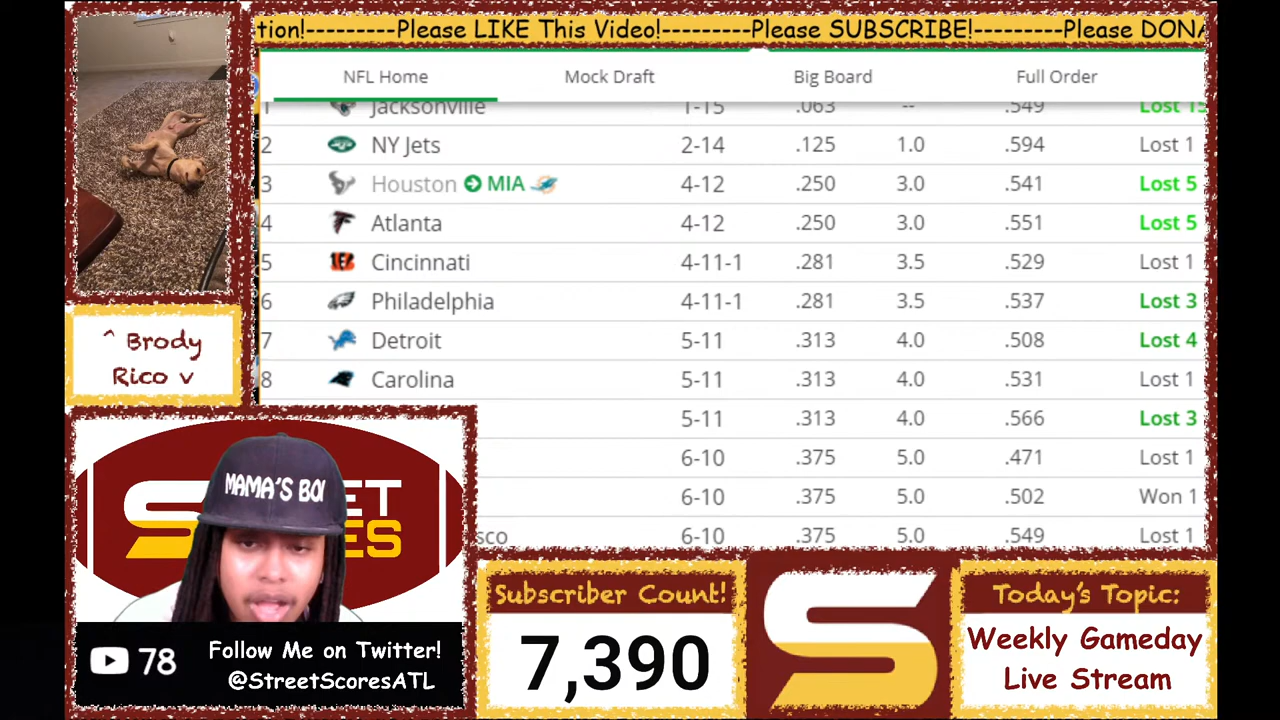 tion!---------Please LIKE This Video!---------Please SUBSCRIBE!---------Please DONA
NFL Home Mock Draft Big Board Full Order
1 Jacksonville 1-15 .063 -- .549 Lost 15
2 NY Jets 2-14 .125 1.0 .594 Lost 1
3 Houston MIA 4-12 .250 3.0 .541 Lost 5
4 Atlanta 4-12 .250 3.0 .551 Lost 5
5 Cincinnati 4-11-1 .281 3.5 .529 Lost 1
6 Philadelphia 4-11-1 .281 3.5 .537 Lost 3
7 Detroit 5-11 .313 4.0 .508 Lost 4
8 Carolina 5-11 .313 4.0 .531 Lost 1
5-11 .313 4.0 .566 Lost 3
6-10 .375 5.0 .471 Lost 1
6-10 .375 5.0 .502 Won 1
sco 6-10 .375 5.0 .549 Lost 1
^ Brody
Rico v
MAMA'S BOI
ET
ES
78
Follow Me on Twitter!
@StreetScoresATL
Subscriber Count!
7,390
S
Today's Topic:
Weekly Gameday
Live Stream